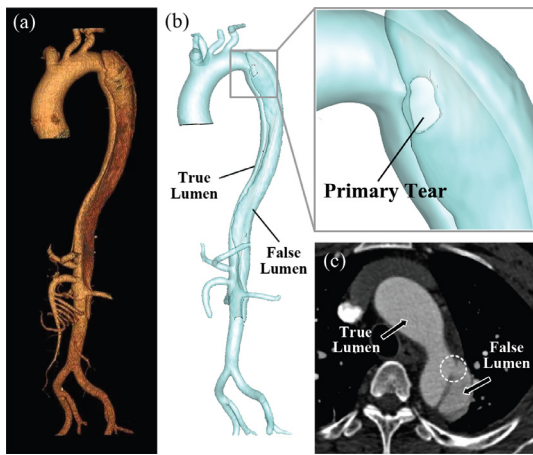 (a)
(b)
True
Lumen
False
Lumen
Primary Tear
(c)
True
Lumen
False
Lumen